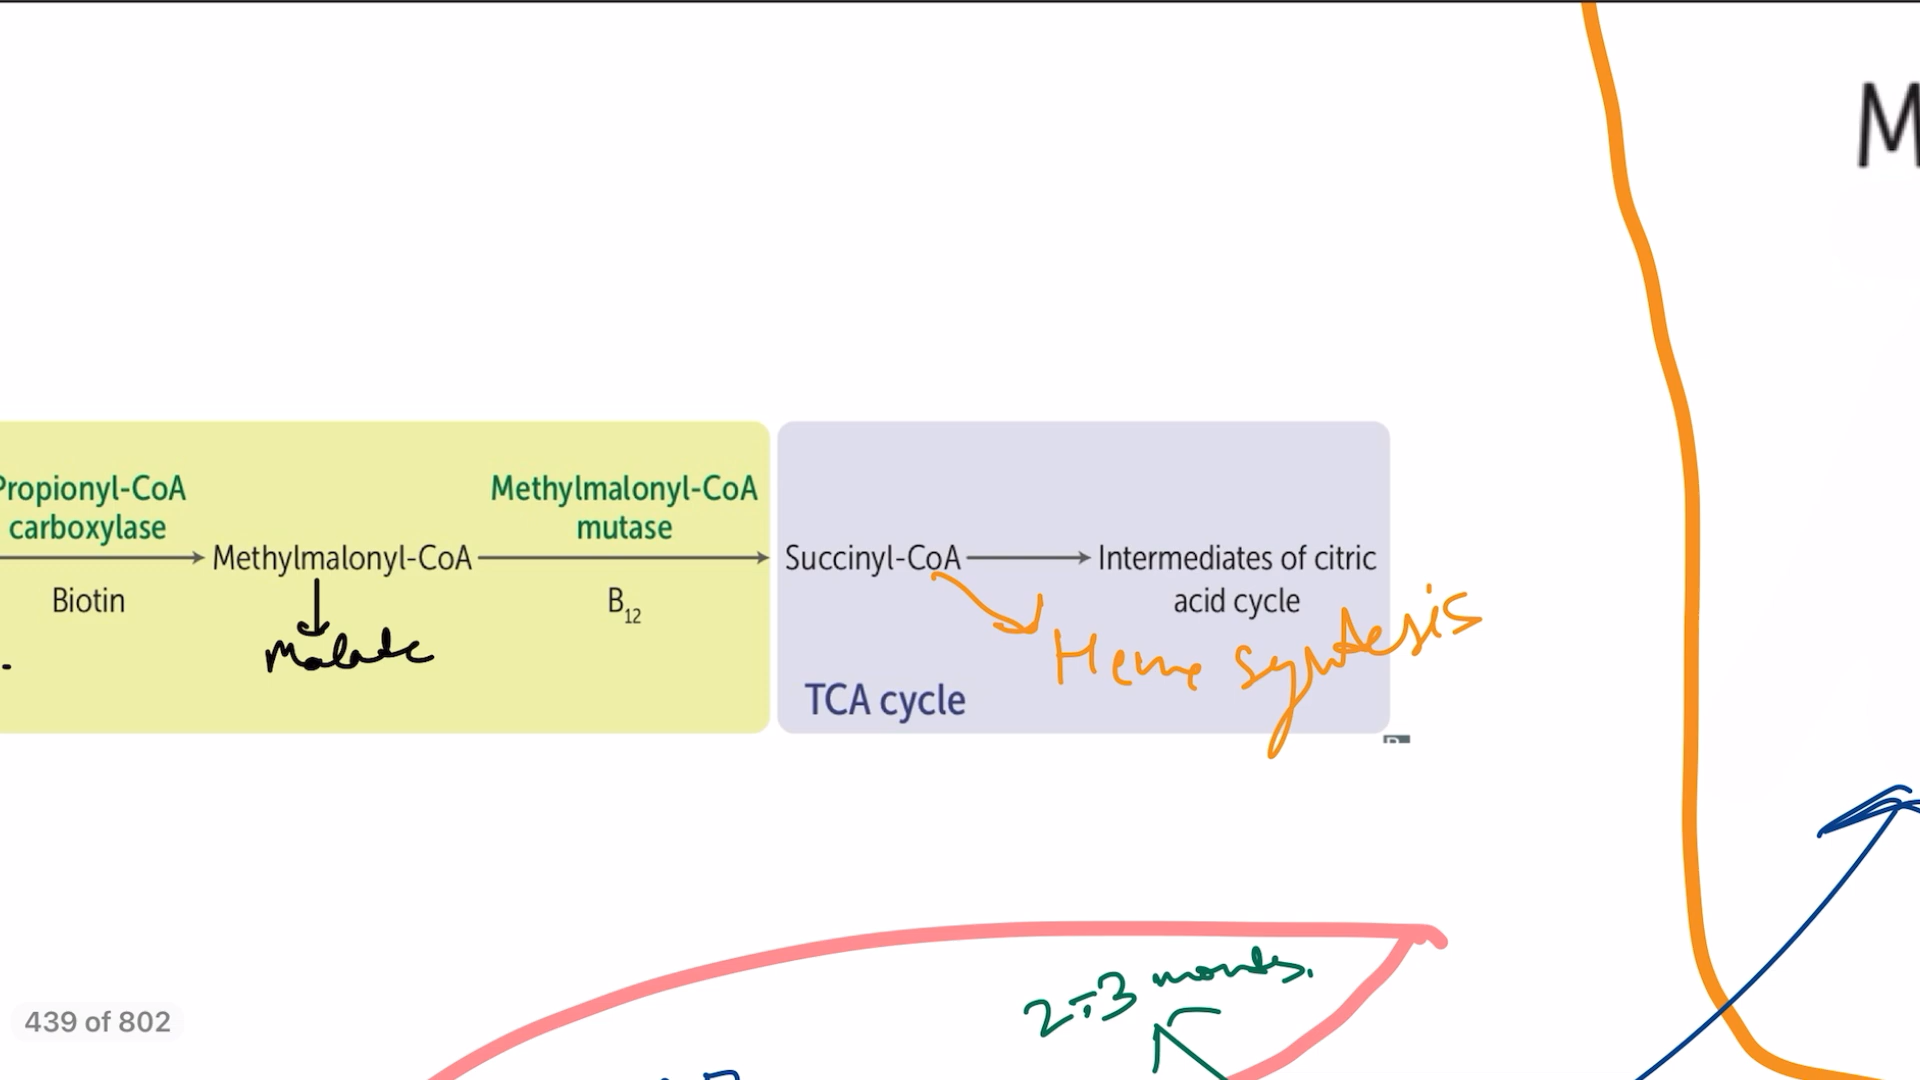 M
Propionyl-CoA
carboxylase
Methylmalonyl-CoA
mutase
Methylmalonyl-CoA
Succinyl-CoA
Intermediates of citric
acid cycle
Biotin
B12
Malate
Heme syntesis
TCA cycle
2-3 months.
439 of 802